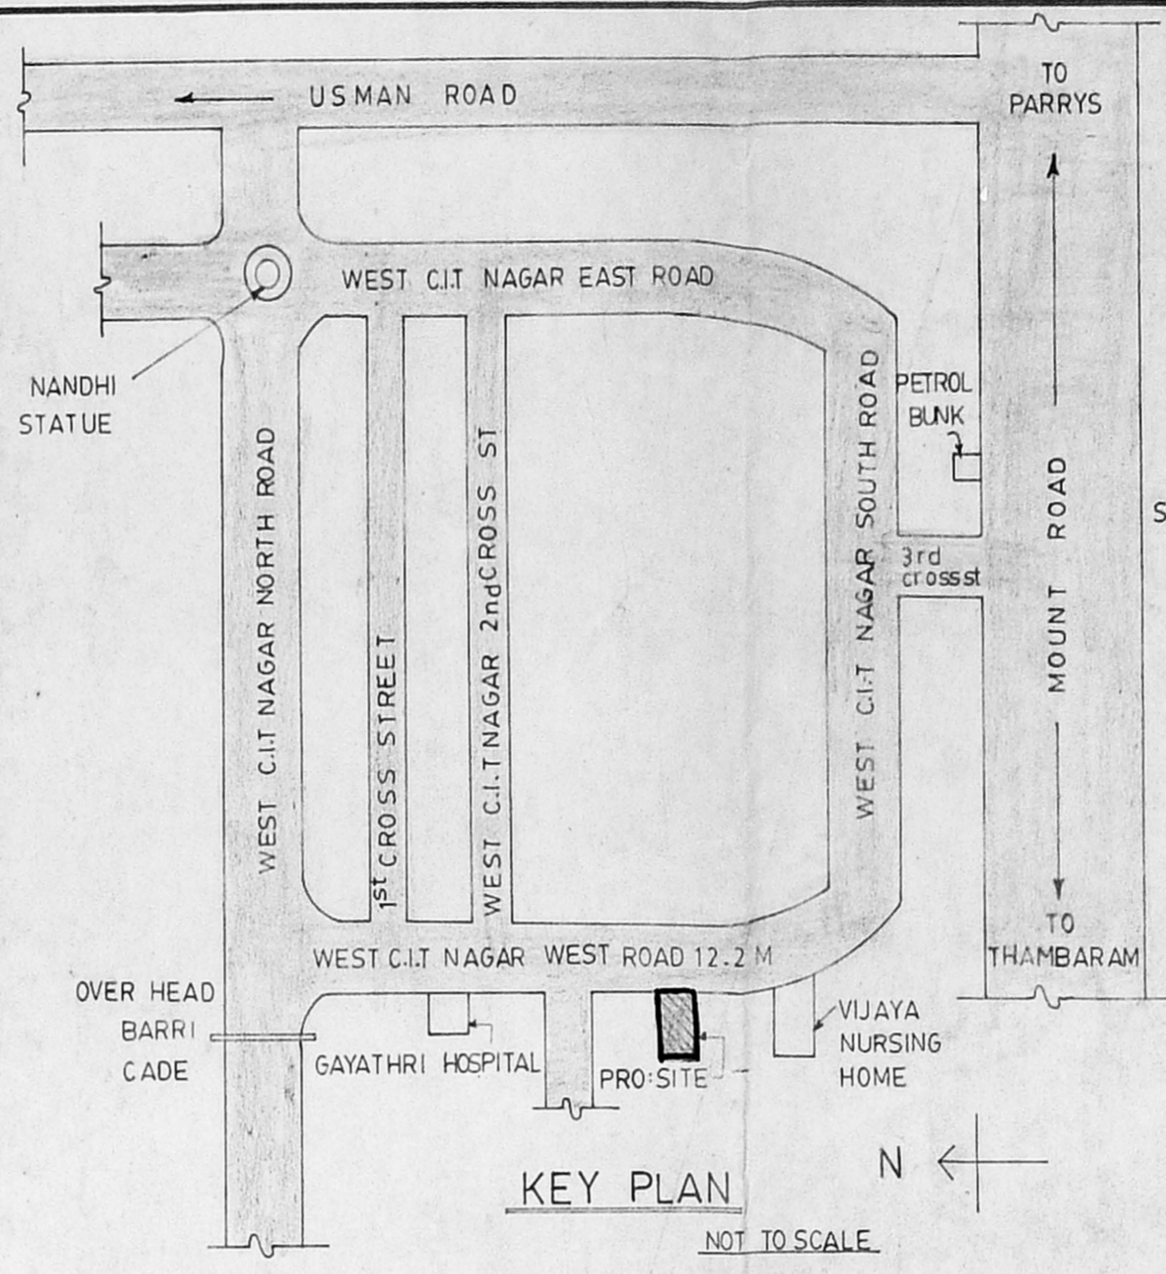 USMAN ROAD
TO
PARRYS
WEST C.I.T NAGAR EAST ROAD
NANDHI
STATUE
PETROL
BUNK
WEST C.I.T NAGAR NORTH ROAD
1st CROSS STREET
WEST C.I.T NAGAR 2nd CROSS ST
WEST C.I.T NAGAR SOUTH ROAD
3rd
cross st
MOUNT ROAD
S
TO
THAMBARAM
WEST C.I.T NAGAR WEST ROAD 12.2 M
OVER HEAD
BARRI
CADE
GAYATHRI HOSPITAL
PRO:SITE
VIJAYA
NURSING
HOME
N
KEY PLAN
NOT TO SCALE